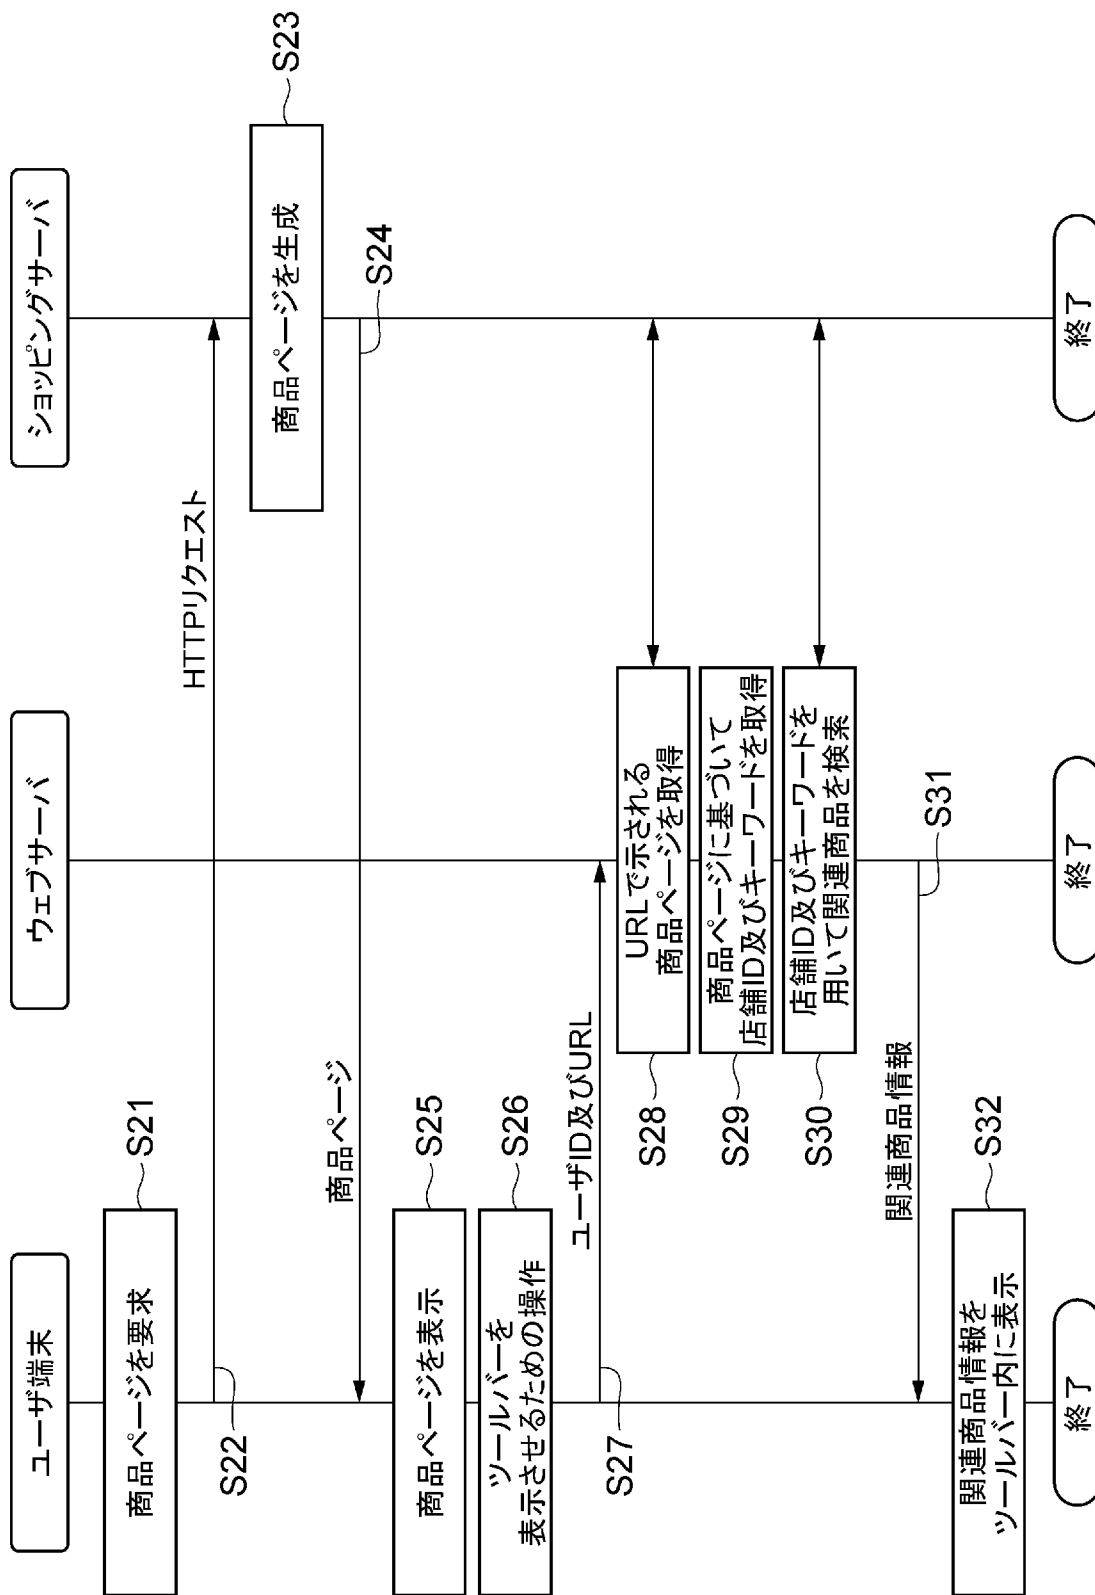 ユーザ端末
ウェブサーバ
ショッピングサーバ
商品ページを要求
S21
HTTPリクエスト
S22
商品ページを生成
S23
商品ページ
S24
商品ページを表示
S25
ツールバーを
表示させるための操作
S26
ユーザID及びURL
S27
URLで示される
商品ページを取得
S28
商品ページに基づいて
店舗ID及びキーワードを取得
S29
店舗ID及びキーワードを
用いて関連商品を検索
S30
関連商品情報
S31
関連商品情報を
ツールバー内に表示
S32
終了
終了
終了